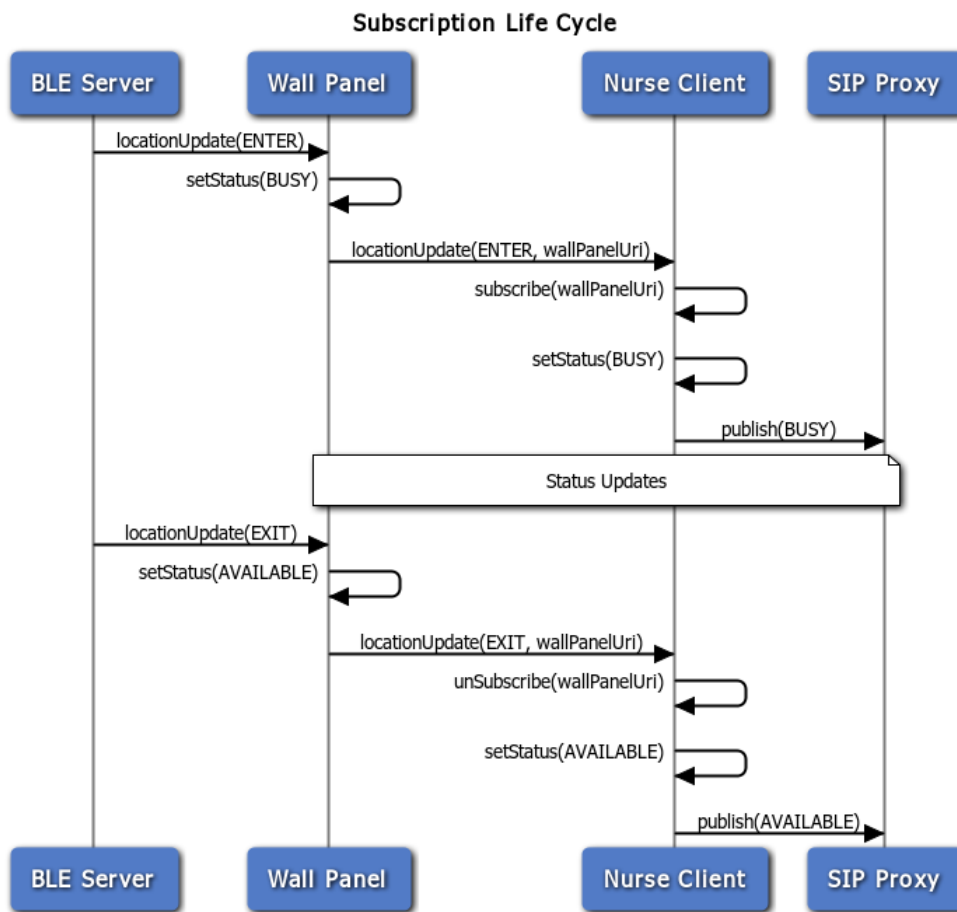 Subscription Life Cycle
BLE Server
Wall Panel
Nurse Client
SIP Proxy
locationUpdate(ENTER)
setStatus(BUSY)
locationUpdate(ENTER, wallPanelUri)
subscribe(wallPanelUri)
setStatus(BUSY)
publish(BUSY)
Status Updates
locationUpdate(EXIT)
setStatus(AVAILABLE)
locationUpdate(EXIT, wallPanelUri)
unSubscribe(wallPanelUri)
setStatus(AVAILABLE)
publish(AVAILABLE)
BLE Server
Wall Panel
Nurse Client
SIP Proxy